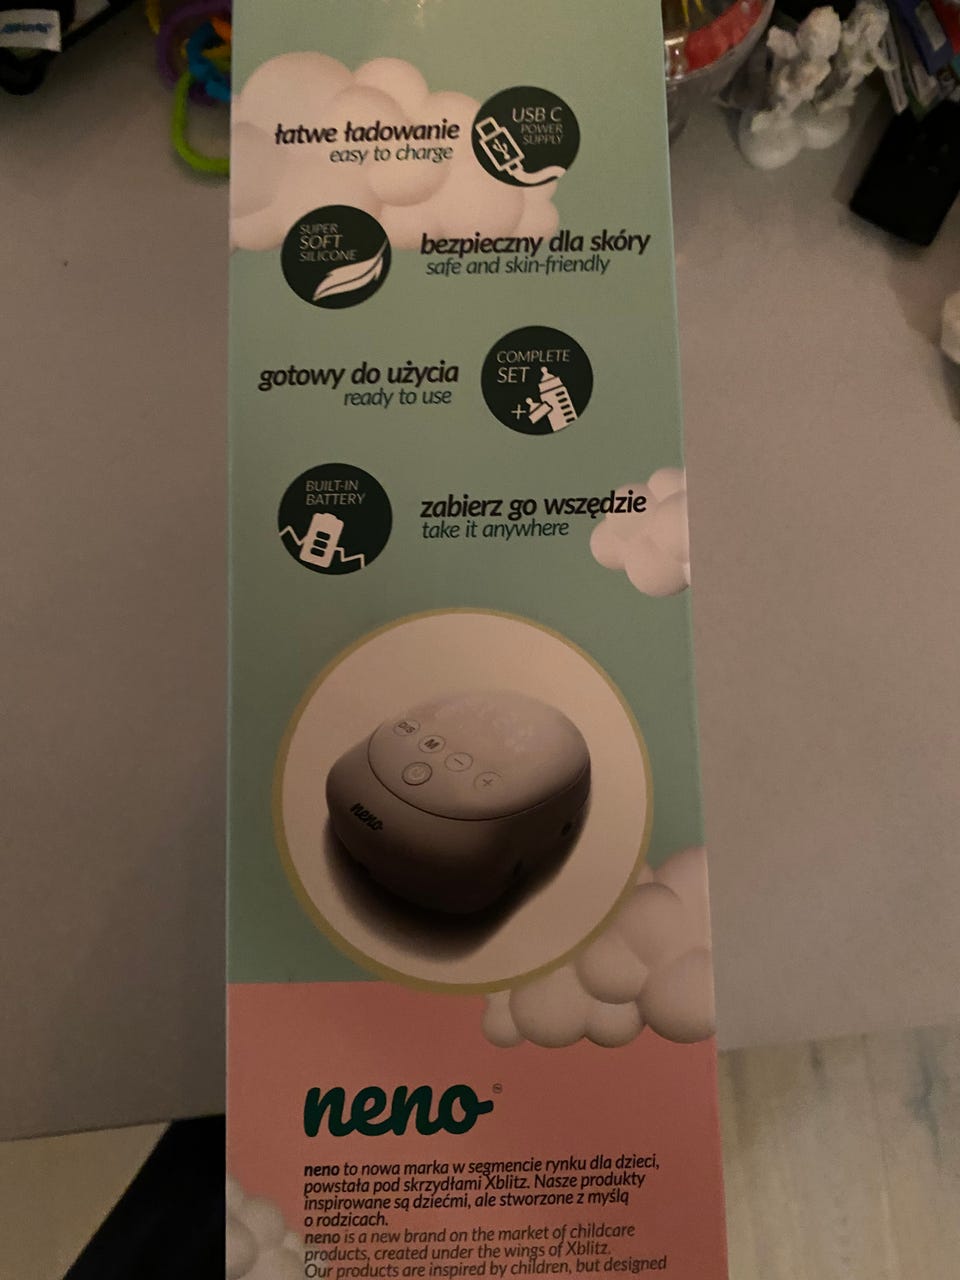 łatwe ładowanie
easy to charge
USB C
POWER
SUPPLY
SUPER
SOFT
SILICONE
bezpieczny dla skóry
safe and skin-friendly
gotowy do użycia
ready to use
COMPLETE
SET
+
BUILT-IN
BATTERY
zabierz go wszędzie
take it anywhere
M
−
+
neno
neno™
neno to nowa marka w segmencie rynku dla dzieci,
powstała pod skrzydłami Xblitz. Nasze produkty
inspirowane są dziećmi, ale stworzone z myślą
o rodzicach.
neno is a new brand on the market of childcare
products, created under the wings of Xblitz.
Our products are inspired by children, but designed